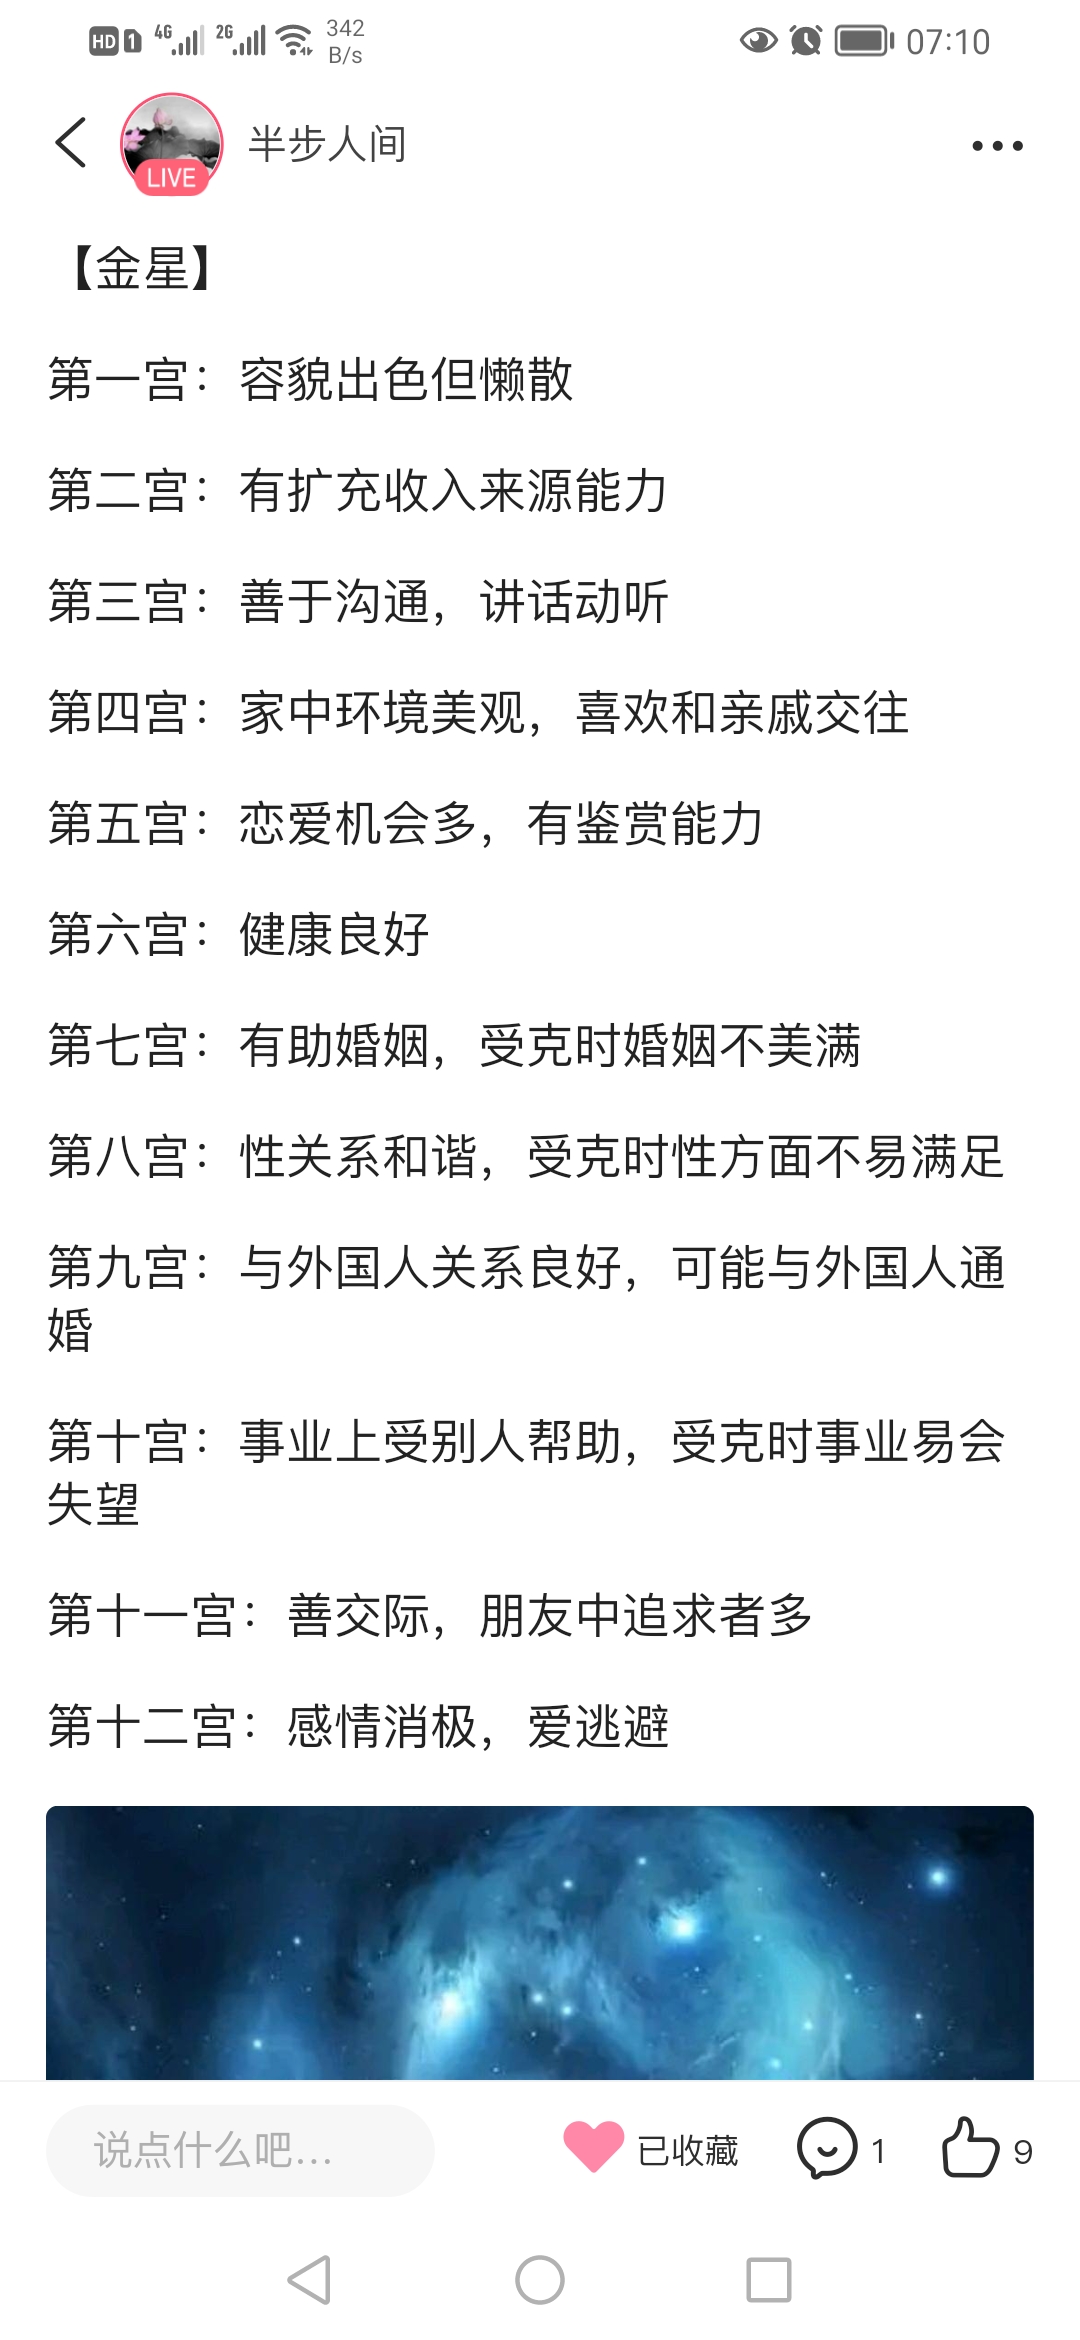 HD 1 4G 2G 342 B/s 07:10
LIVE 半步人间
【金星】
第一宫：容貌出色但懒散
第二宫：有扩充收入来源能力
第三宫：善于沟通，讲话动听
第四宫：家中环境美观，喜欢和亲戚交往
第五宫：恋爱机会多，有鉴赏能力
第六宫：健康良好
第七宫：有助婚姻，受克时婚姻不美满
第八宫：性关系和谐，受克时性方面不易满足
第九宫：与外国人关系良好，可能与外国人通
婚
第十宫：事业上受别人帮助，受克时事业易会
失望
第十一宫：善交际，朋友中追求者多
第十二宫：感情消极，爱逃避
说点什么吧... 已收藏 1 9